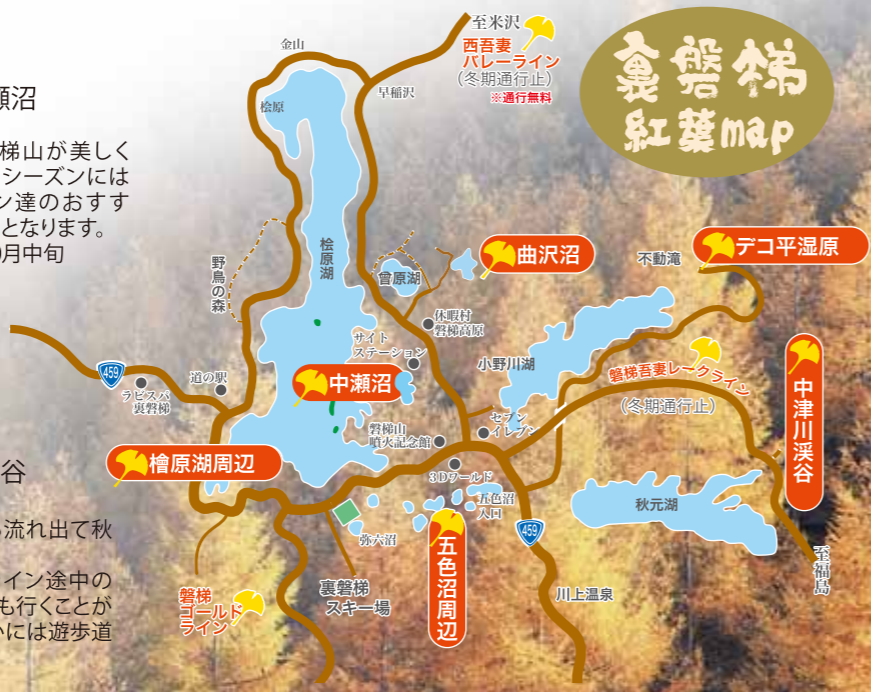 裏磐梯
紅葉map
至米沢
西吾妻
バレーライン
(冬期通行止)
※通行無料
金山
早稲沢
桧原
瀬沼
梯山が美しく
シーズンには
ン達のおすす
となります。
月中旬
野鳥の森
桧原湖
曾原湖
曲沢沼
不動滝
デコ平湿原
休暇村
磐梯高原
サイト
ステーション
小野川湖
磐梯吾妻レークライン
(冬期通行止)
中津川渓谷
459
道の駅
ラビスパ
裏磐梯
中瀬沼
セブン
イレブン
磐梯山
噴火記念館
3Dワールド
檜原湖周辺
五色沼
入口
459
秋元湖
弥六沼
五色沼周辺
谷
流れ出て秋
イン途中の
も行くことが
には遊歩道
磐梯
ゴールド
ライン
裏磐梯
スキー場
川上温泉
至福島